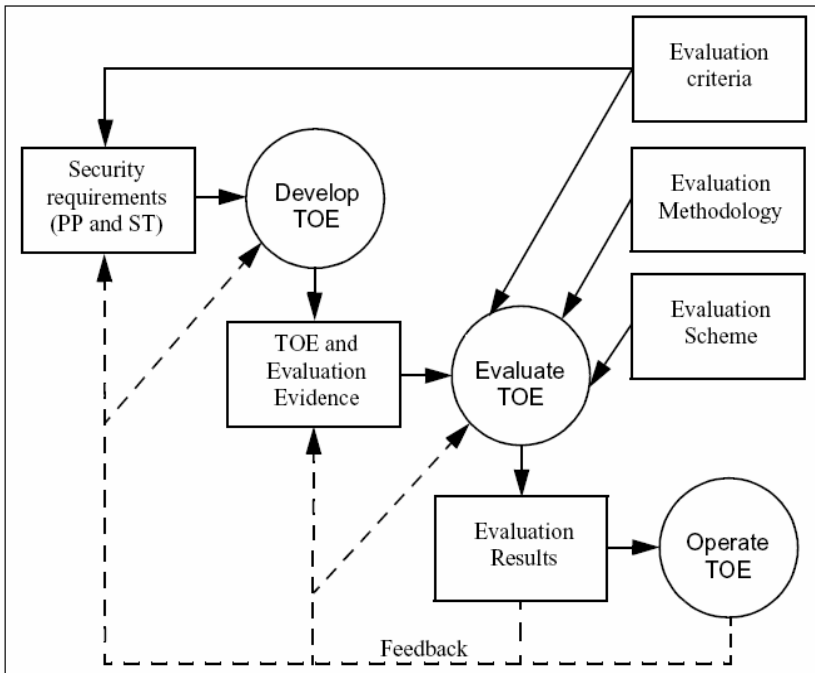 Evaluation
criteria
Security
requirements
(PP and ST)
Develop
TOE
Evaluation
Methodology
Evaluation
Scheme
TOE and
Evaluation
Evidence
Evaluate
TOE
Evaluation
Results
Operate
TOE
Feedback